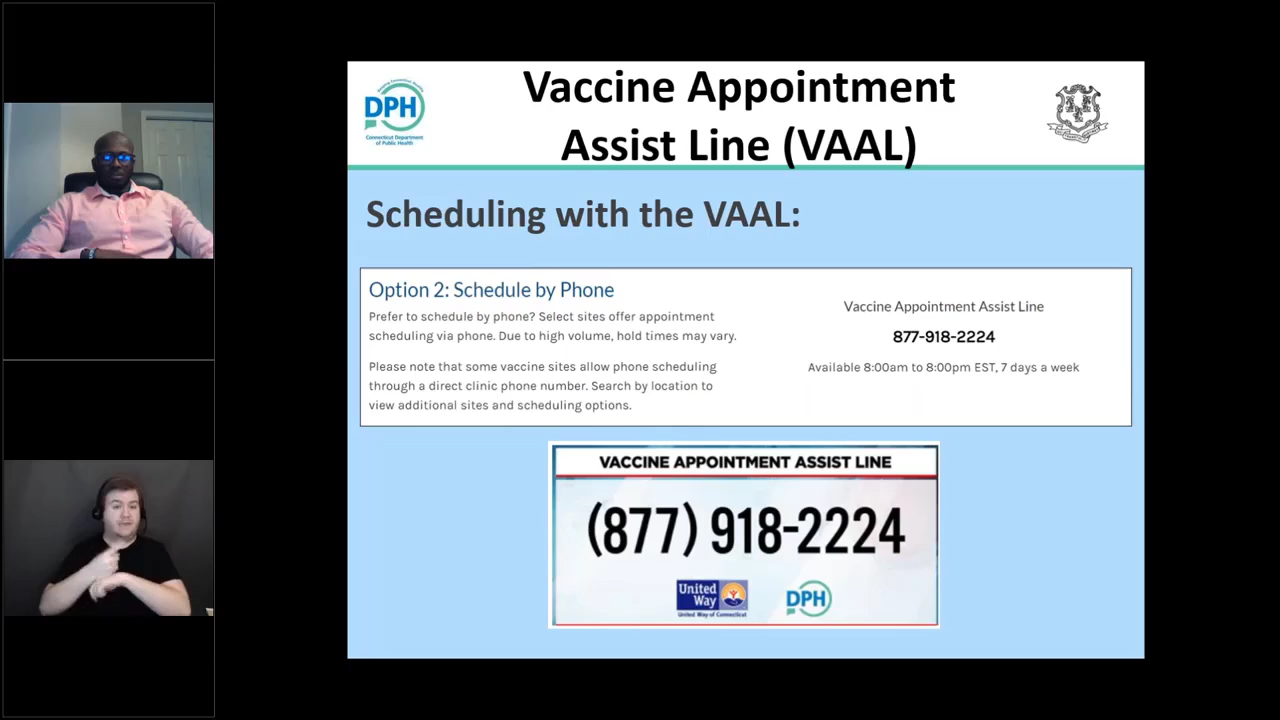 DPH
Connecticut Department
of Public Health
Vaccine Appointment
Assist Line (VAAL)
Scheduling with the VAAL:
Option 2: Schedule by Phone
Prefer to schedule by phone? Select sites offer appointment
scheduling via phone. Due to high volume, hold times may vary.
Please note that some vaccine sites allow phone scheduling
through a direct clinic phone number. Search by location to
view additional sites and scheduling options.
Vaccine Appointment Assist Line
877-918-2224
Available 8:00am to 8:00pm EST, 7 days a week
VACCINE APPOINTMENT ASSIST LINE
(877) 918-2224
United
Way
United Way of Connecticut
DPH